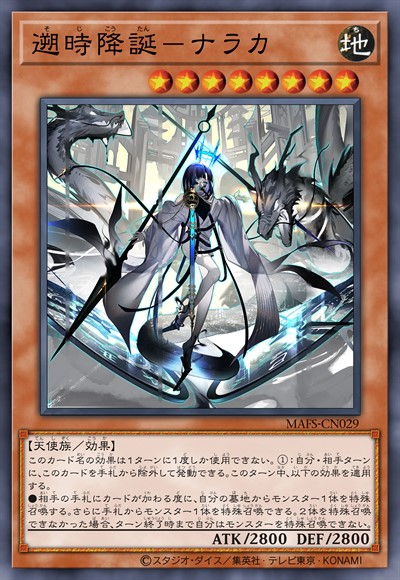 遡時降誕－ナラカ
地
MAFS-CN029
【天使族／効果】
このカード名の効果は1ターンに1度しか使用できない。①:自分・相手ターン
に、このカードを手札から除外して発動できる。このターン中、以下の効果を適用
する。
●相手の手札にカードが加わる度に、自分の墓地からモンスター1体を特殊
召喚する。さらに手札からモンスター1体を特殊召喚できる。2体を特殊召喚
できなかった場合、ターン終了時まで自分はモンスターを特殊召喚できない。
ATK/2800 DEF/2800
©スタジオ・ダイス／集英社・テレビ東京・KONAMI